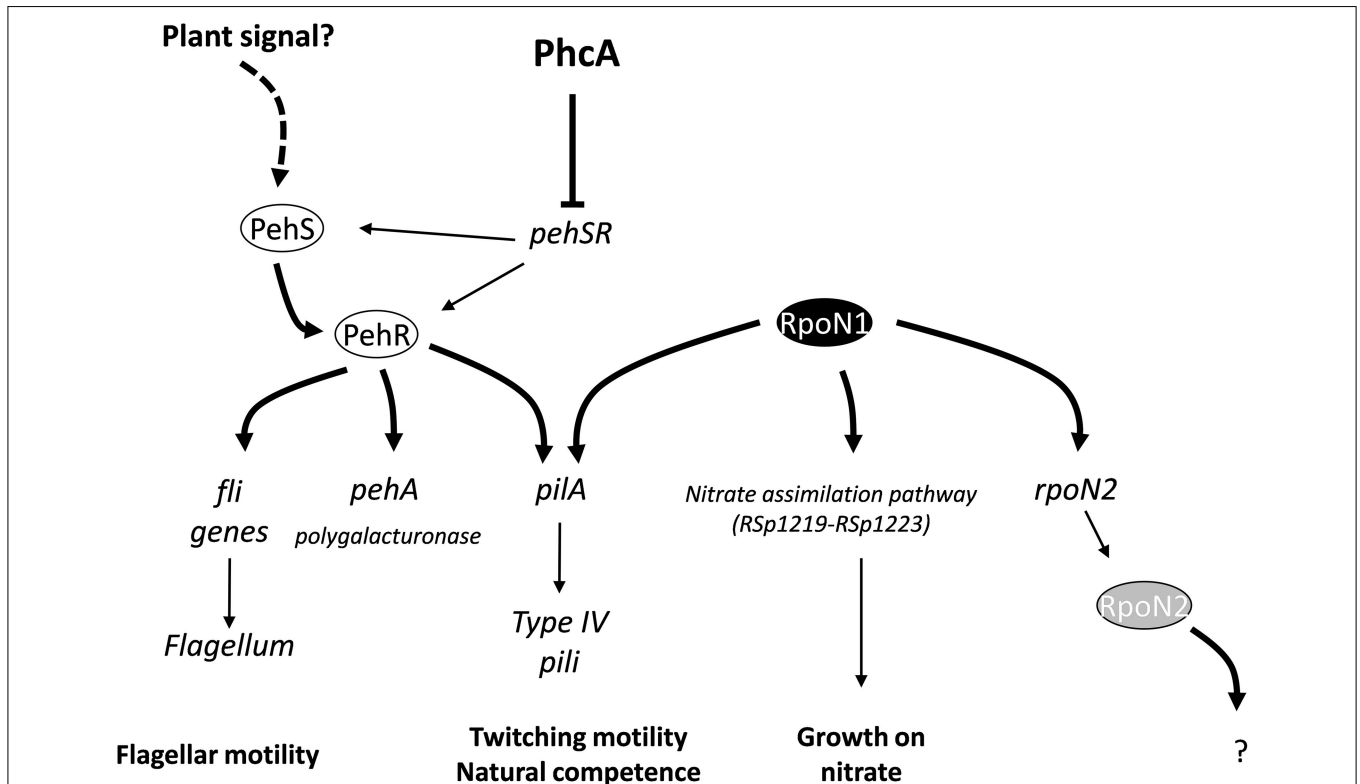 Plant signal?
PhcA
PehS
pehSR
PehR
RpoN1
fli
genes
pehA
polygalacturonase
pilA
Nitrate assimilation pathway
(RSp1219-RSp1223)
rpoN2
RpoN2
Flagellum
Type IV
pili
Flagellar motility
Twitching motility
Natural competence
Growth on
nitrate
?